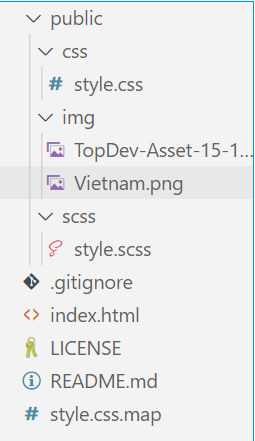 public
css
style.css
img
TopDev-Asset-15-1...
Vietnam.png
scss
style.scss
.gitignore
index.html
LICENSE
README.md
style.css.map